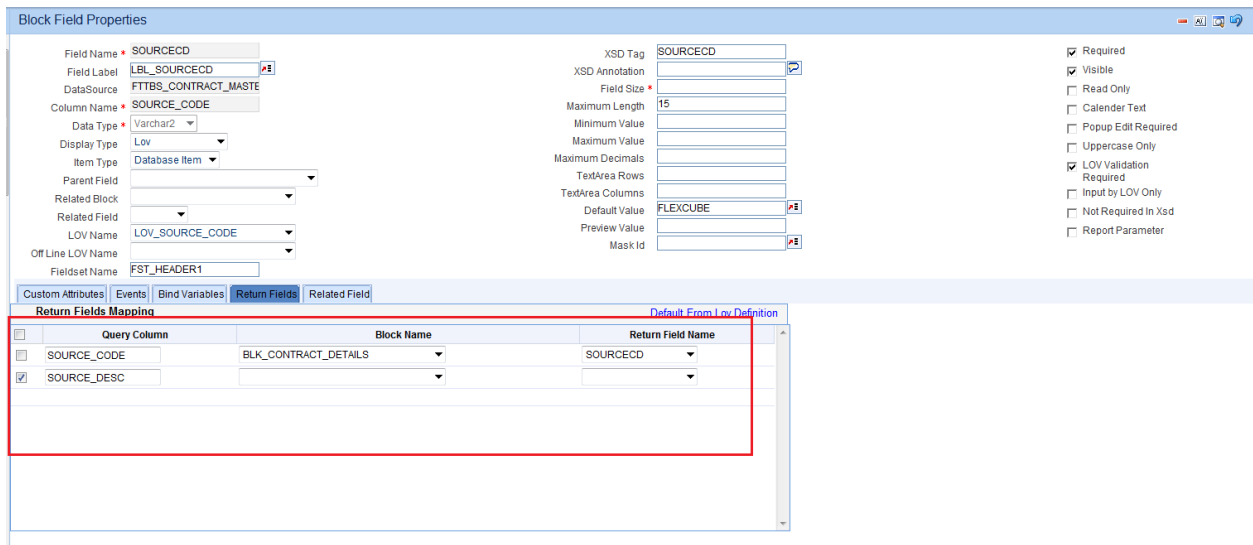 Block Field Properties
Field Name * SOURCECD
Field Label LBL_SOURCECD
DataSource FTTBS_CONTRACT_MASTE
Column Name * SOURCE_CODE
Data Type * Varchar2
Display Type Lov
Item Type Database Item
Parent Field
Related Block
Related Field
LOV Name LOV_SOURCE_CODE
Off Line LOV Name
Fieldset Name FST_HEADER1
XSD Tag SOURCECD
XSD Annotation
Field Size *
Maximum Length 15
Minimum Value
Maximum Value
Maximum Decimals
TextArea Rows
TextArea Columns
Default Value FLEXCUBE
Preview Value
Mask Id
Required
Visible
Read Only
Calender Text
Popup Edit Required
Uppercase Only
LOV Validation
Required
Input by LOV Only
Not Required In Xsd
Report Parameter
Custom Attributes Events Bind Variables Return Fields Related Field
Return Fields Mapping Default From Lov Definition
Query Column Block Name Return Field Name
SOURCE_CODE BLK_CONTRACT_DETAILS SOURCECD
SOURCE_DESC